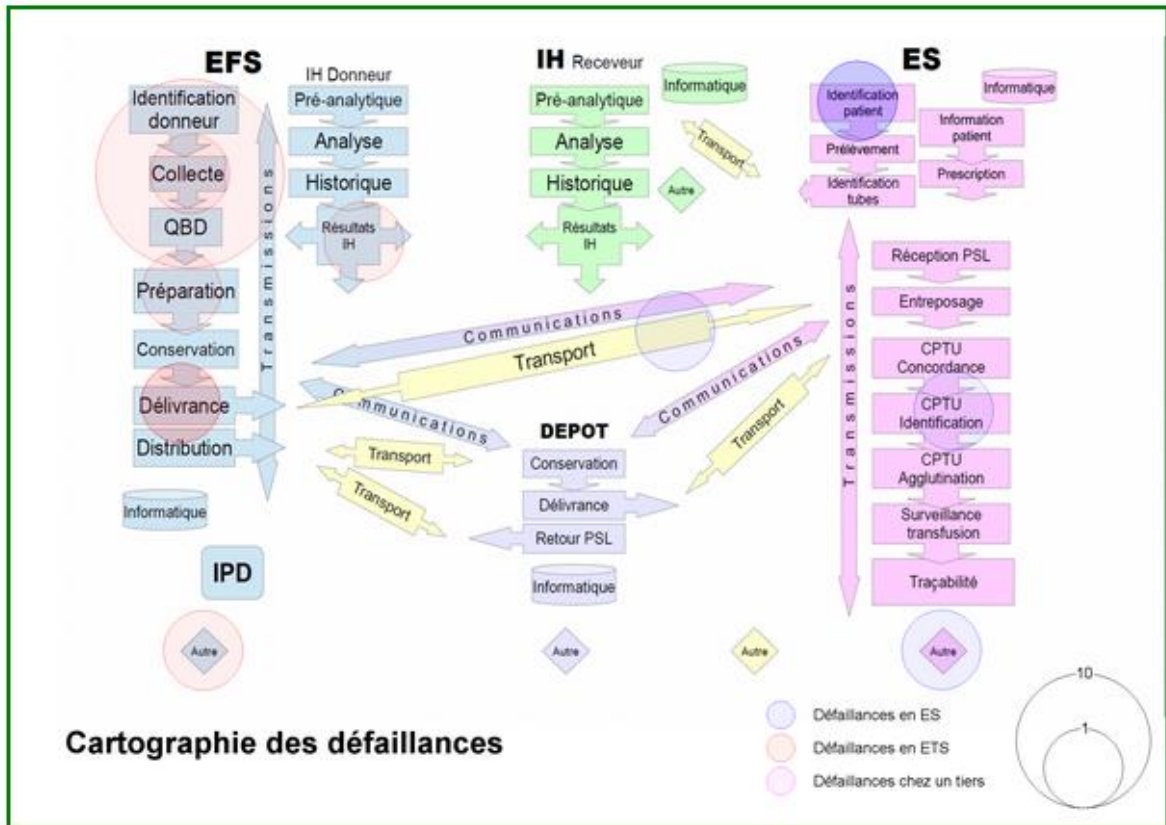 EFS
IH Donneur
Identification
donneur
Collecte
QBD
Préparation
Conservation
Délivrance
Distribution
Informatique
IPD
Autre
Transmissions
Pré-analytique
Analyse
Historique
Résultats
IH
IH Receveur
Pré-analytique
Analyse
Historique
Résultats
IH
Informatique
Transport
Autre
ES
Identification
patient
Prélèvement
Identification
tubes
Informatique
Information
patient
Prescription
Communications
Transport
Communications
Transport
Transport
DEPOT
Conservation
Délivrance
Retour PSL
Informatique
Autre
Communications
Transport
Autre
Transmissions
Réception PSL
Entreposage
CPTU
Concordance
CPTU
Identification
CPTU
Agglutination
Surveillance
transfusion
Traçabilité
Autre
Cartographie des défaillances
Défaillances en ES
Défaillances en ETS
Défaillances chez un tiers
10
1